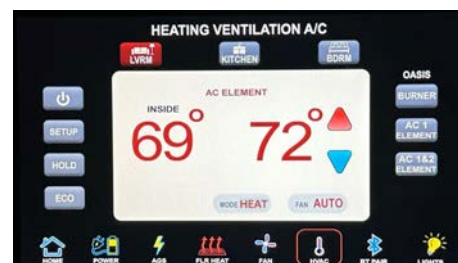 HEATING VENTILATION A/C
LVRM
KITCHEN
BDRM
OASIS
BURNER
AC 1
ELEMENT
AC 1&2
ELEMENT
SETUP
HOLD
ECO
AC ELEMENT
INSIDE
69°
72°
MODE HEAT
FAN AUTO
HOME
POWER
AGS
FLR HEAT
FAN
HVAC
BT PAIR
LIGHTS